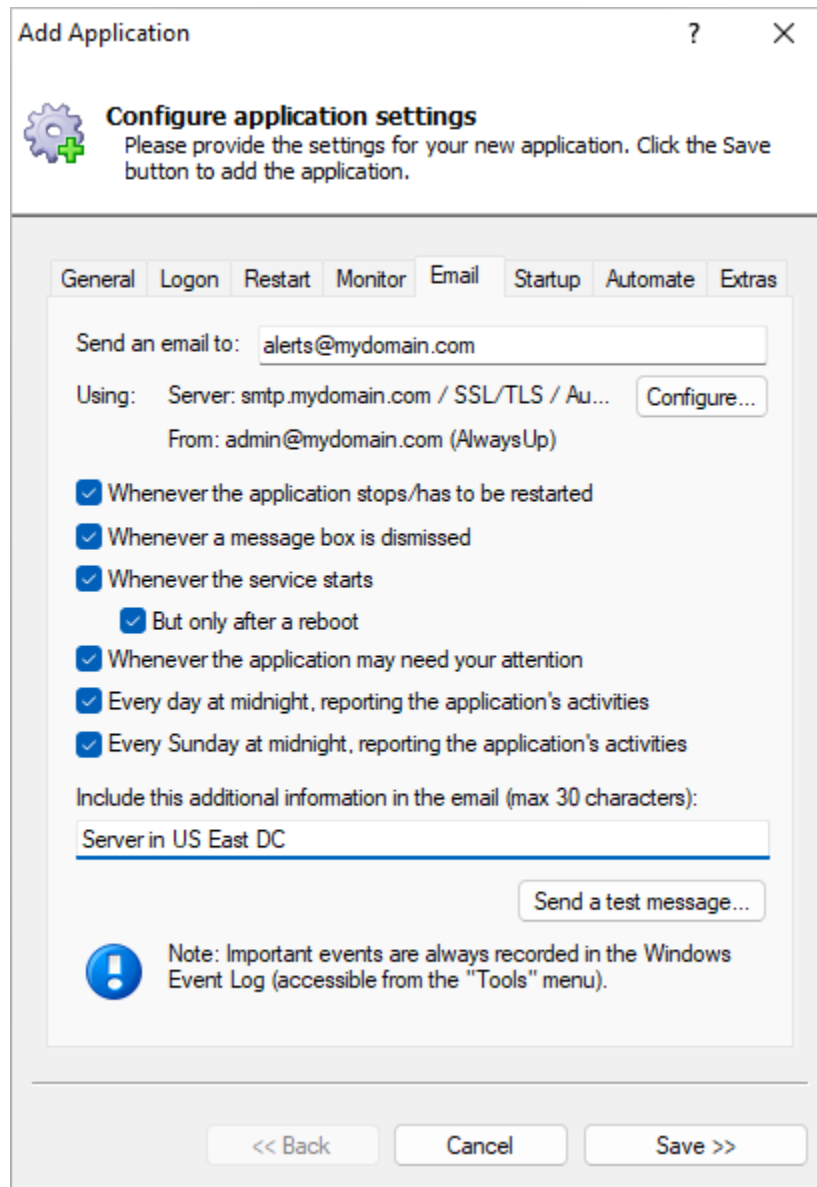 Add Application ?
Configure application settings
Please provide the settings for your new application. Click the Save
button to add the application.
General Logon Restart Monitor Email Startup Automate Extras
Send an email to: alerts@mydomain.com
Using: Server: smtp.mydomain.com / SSL/TLS / Au... Configure...
From: admin@mydomain.com (AlwaysUp)
Whenever the application stops/has to be restarted
Whenever a message box is dismissed
Whenever the service starts
But only after a reboot
Whenever the application may need your attention
Every day at midnight, reporting the application's activities
Every Sunday at midnight, reporting the application's activities
Include this additional information in the email (max 30 characters):
Server in US East DC
Send a test message...
Note: Important events are always recorded in the Windows
Event Log (accessible from the "Tools" menu).
<< Back Cancel Save >>